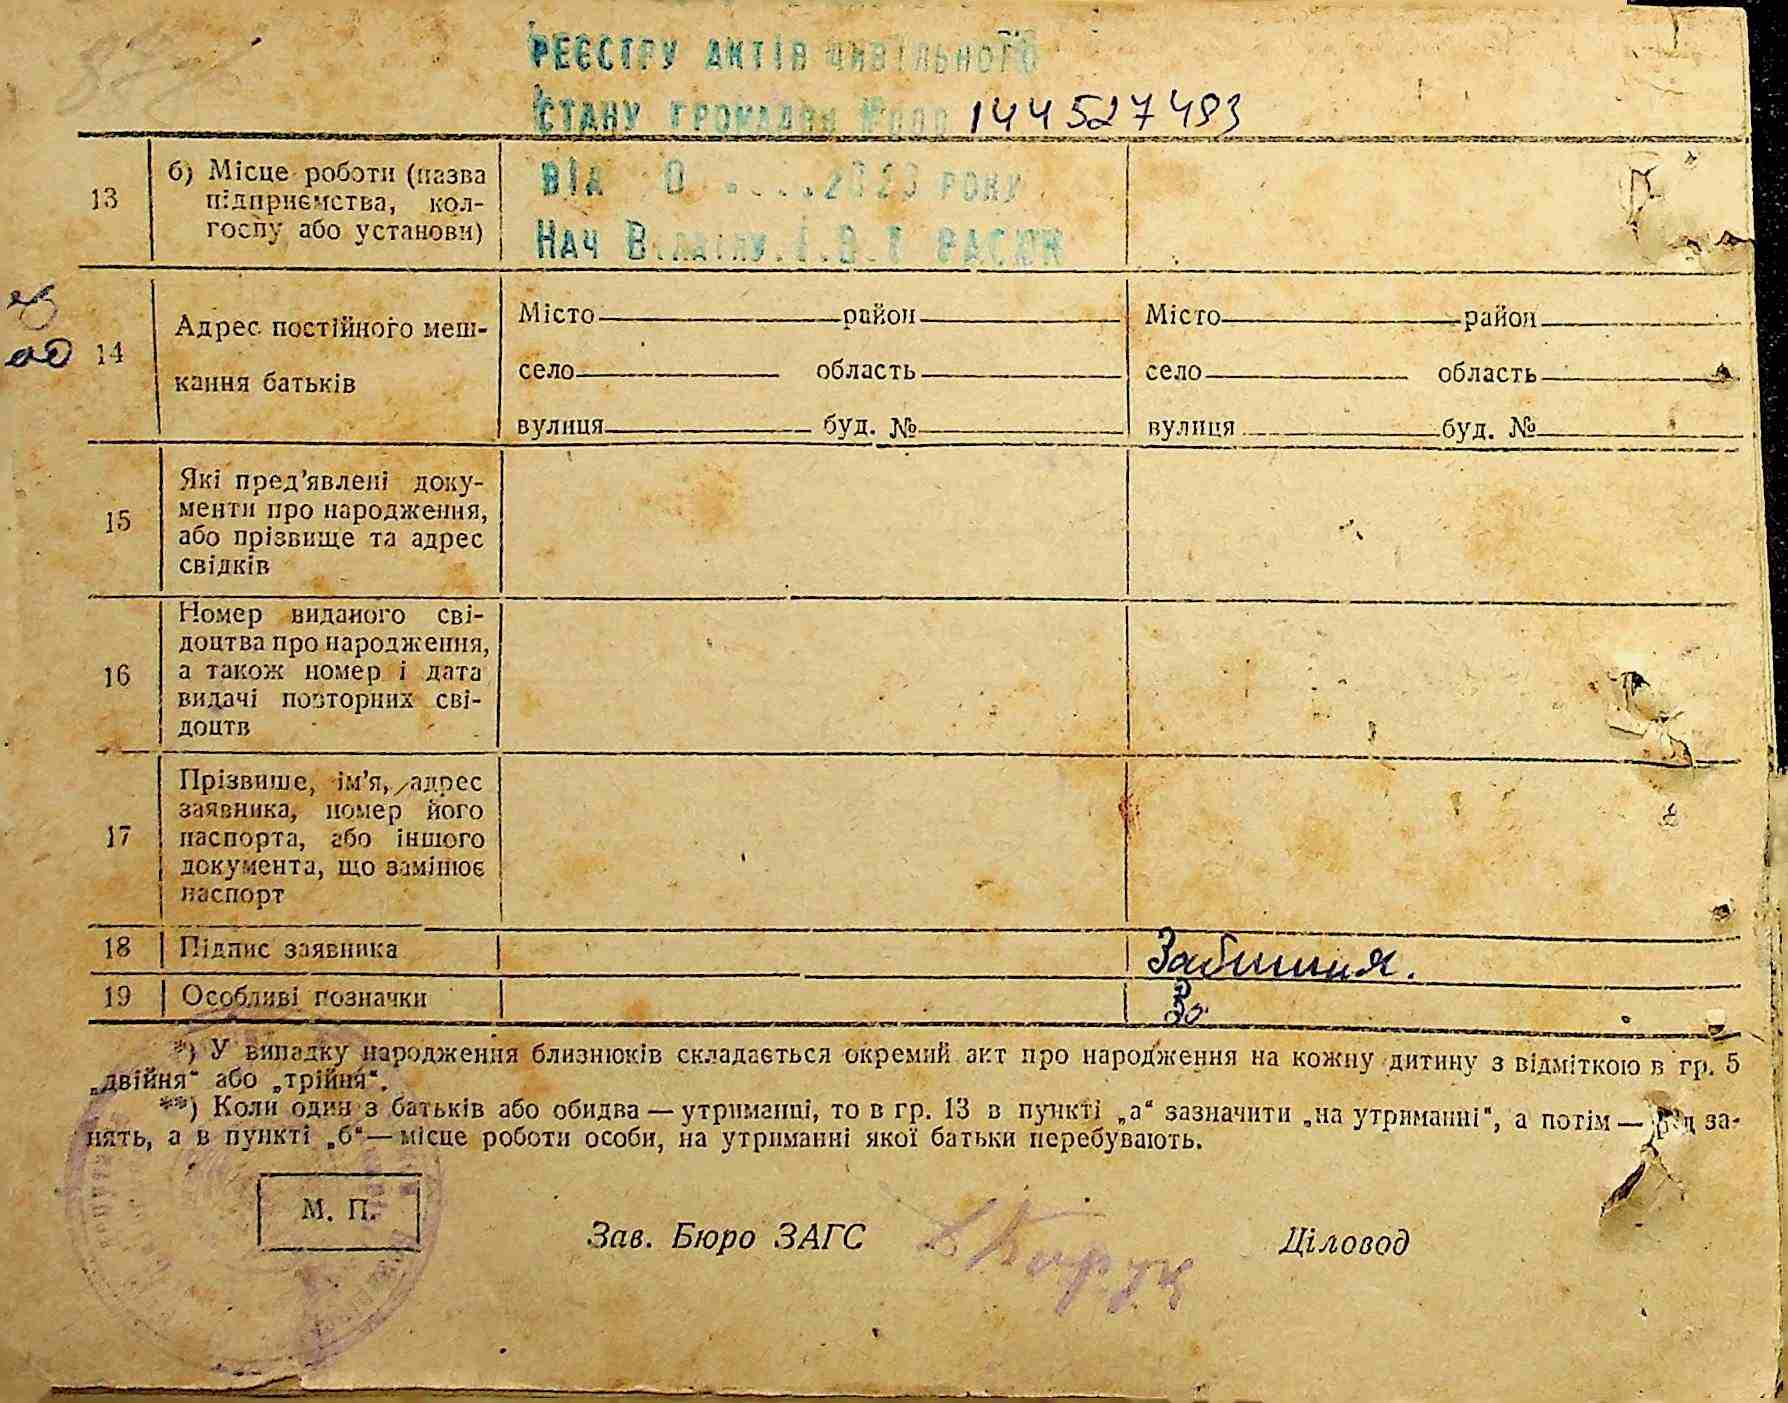 РЕЄСТРУ АКТІВ ЦИВІЛЬНОГО
СТАНУ ГРОМАДЯН 144527493
13
б) Місце роботи (назва
підприємства, кол-
госпу або установи)
ВІД 2023 РОКУ
НАЧ ВІДДІЛУ
14
Адрес постійного меш-
кання батьків
Місто район
село область
вулиця буд. №
Місто район
село область
вулиця буд. №
15
Які пред'явлені доку-
менти про народження,
або прізвище та адрес
свідків
16
Номер виданого сві-
доцтва про народження,
а також номер і дата
видачі повторних сві-
доцтв
17
Прізвище, ім'я, адрес
заявника, номер його
паспорта, або іншого
документа, що замінює
паспорт
18 Підпис заявника
19 Особливі позначки
*) У випадку народження близнюків складається окремий акт про народження на кожну дитину з відміткою в гр. 5
„двійня“ або „трійня“.
**) Коли один з батьків або обидва — утриманці, то в гр. 13 в пункті „а“ зазначити „на утриманні“, а потім — рід за-
нять, а в пункті „б“ — місце роботи особи, на утриманні якої батьки перебувають.
М. П.
Зав. Бюро ЗАГС
Діловод